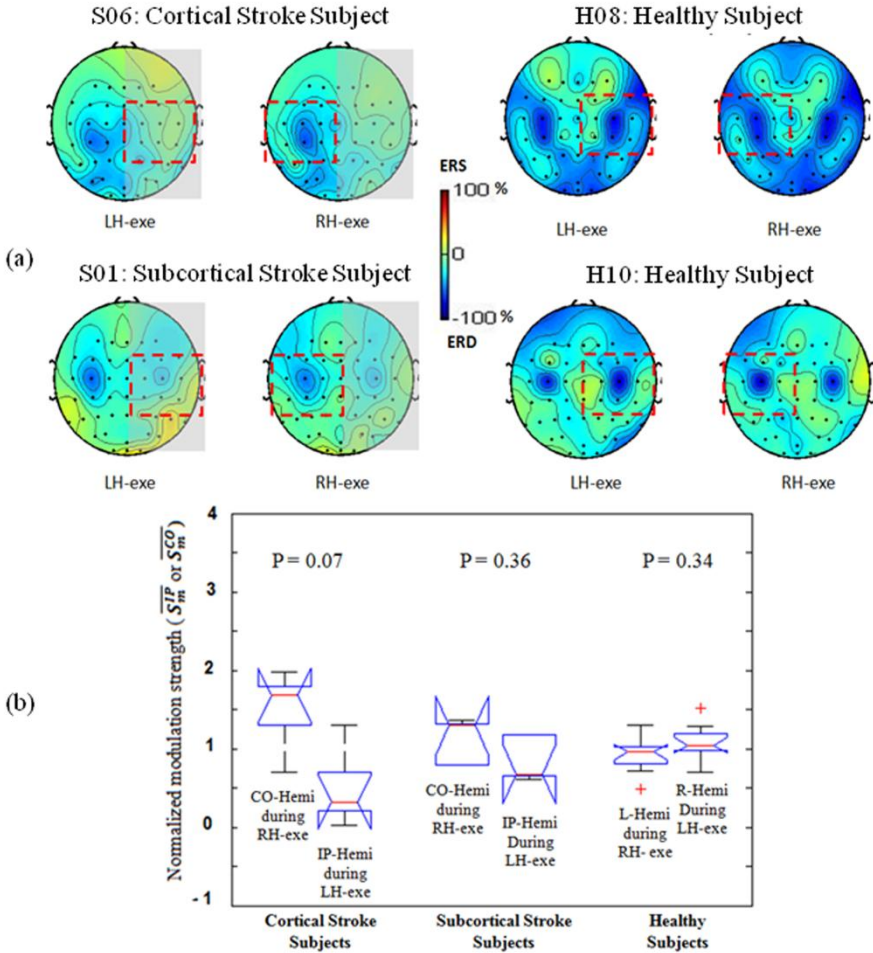 S06: Cortical Stroke Subject
H08: Healthy Subject
LH-exe
RH-exe
LH-exe
RH-exe
ERS
100 %
0
-100 %
ERD
(a)
S01: Subcortical Stroke Subject
H10: Healthy Subject
LH-exe
RH-exe
LH-exe
RH-exe
(b)
Normalized modulation strength ( S_m^IP or S_m^CO )
4
3
2
1
0
-1
P = 0.07
P = 0.36
P = 0.34
CO-Hemi
during
RH-exe
IP-Hemi
during
LH-exe
CO-Hemi
during
RH-exe
IP-Hemi
During
LH-exe
L-Hemi
during
RH- exe
R-Hemi
During
LH-exe
Cortical Stroke
Subjects
Subcortical Stroke
Subjects
Healthy
Subjects